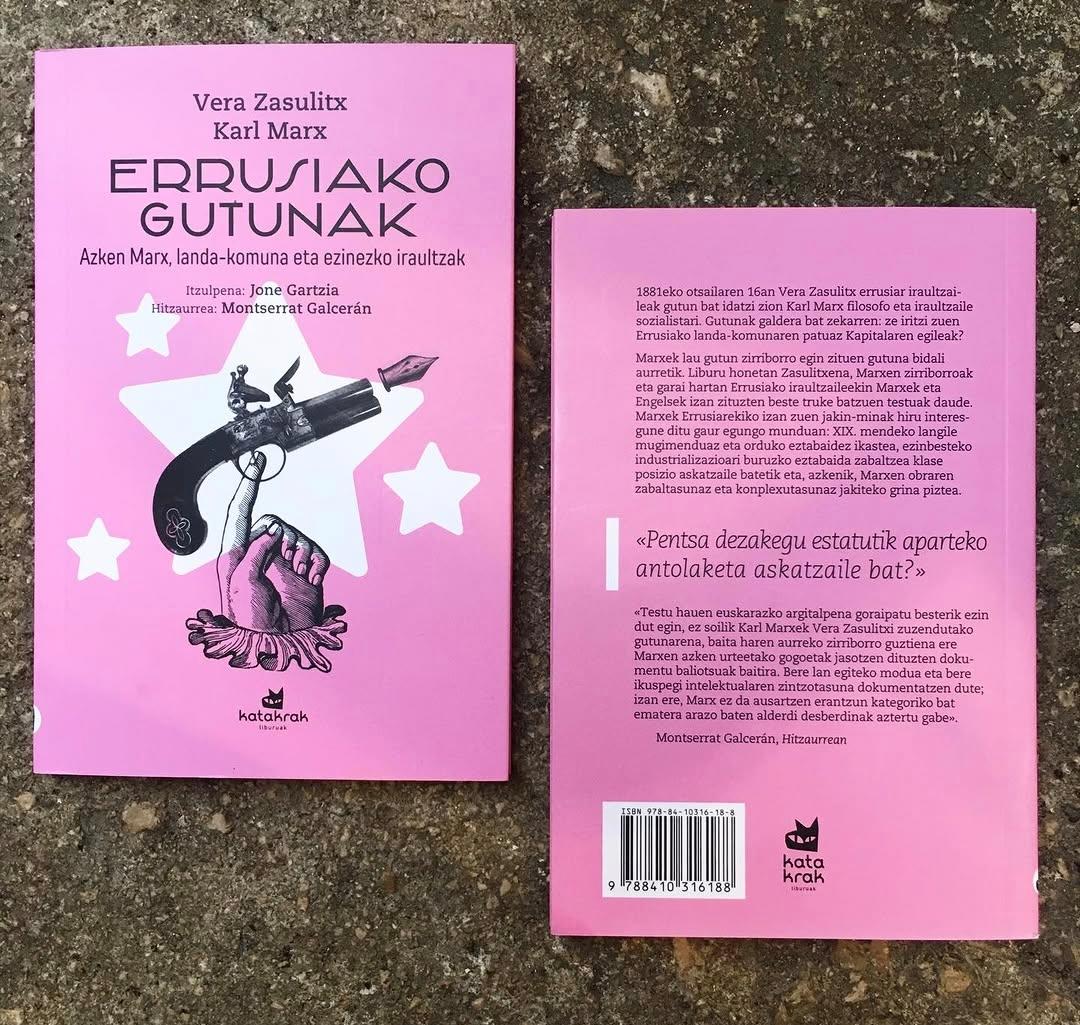 Vera Zasulitx
Karl Marx
ERRUSIAKO
GUTUNAK
Azken Marx, landa-komuna eta ezinezko iraultzak
Itzulpena: Jone Gartzia
Hitzaurrea: Montserrat Galcerán
katakrak
liburuak
1881eko otsailaren 16an Vera Zasulitx errusiar iraultzai-
leak gutun bat idatzi zion Karl Marx filosofo eta iraultzaile
sozialistari. Gutunak galdera bat zekarren: ze iritzi zuen
Errusiako landa-komunaren patuaz Kapitalaren egileak?
Marxek lau gutun zirriborro egin zituen gutuna bidali
aurretik. Liburu honetan Zasulitxena, Marxen zirriborroak
eta garai hartan Errusiako iraultzaileekin Marxek eta
Engelsek izan zituzten beste truke batzuen testuak daude.
Marxek Errusiarekiko izan zuen jakin-minak hiru interes-
gune ditu gaur egungo munduan: XIX. mendeko langile
mugimenduaz eta orduko eztabaidez ikastea, ezinbesteko
industrializazioari buruzko eztabaida zabaltzea klase
posizio askatzaile batetik eta, azkenik, Marxen obraren
zabaltasunaz eta konplexutasunaz jakiteko grina piztea.
«Pentsa dezakegu estatutik aparteko
antolaketa askatzaile bat?»
«Testu hauen euskarazko argitalpena goraipatu besterik ezin
dut egin, ez soilik Karl Marxek Vera Zasulitxi zuzendutako
gutunarena, baita haren aurreko zirriborro guztiena ere
Marxen azken urteetako gogoetak jasotzen dituzten doku-
mentu baliotsuak baitira. Bere lan egiteko modua eta bere
ikuspegi intelektualaren zintzotasuna dokumentatzen dute;
izan ere, Marx ez da ausartzen erantzun kategoriko bat
ematera arazo baten alderdi desberdinak aztertu gabe».
Montserrat Galcerán, Hitzaurrean
ISBN 978-84-10316-18-8
9 788410 316188
kata
krak
liburuak